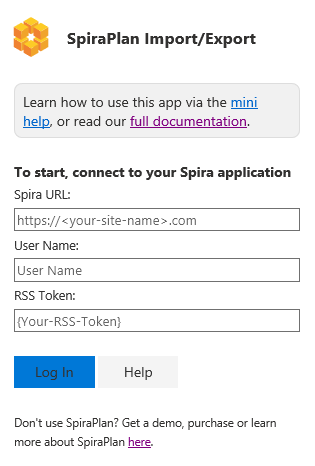 SpiraPlan Import/Export
Learn how to use this app via the mini
help, or read our full documentation.
To start, connect to your Spira application
Spira URL:
https://<your-site-name>.com
User Name:
User Name
RSS Token:
{Your-RSS-Token}
Log In
Help
Don't use SpiraPlan? Get a demo, purchase or learn
more about SpiraPlan here.